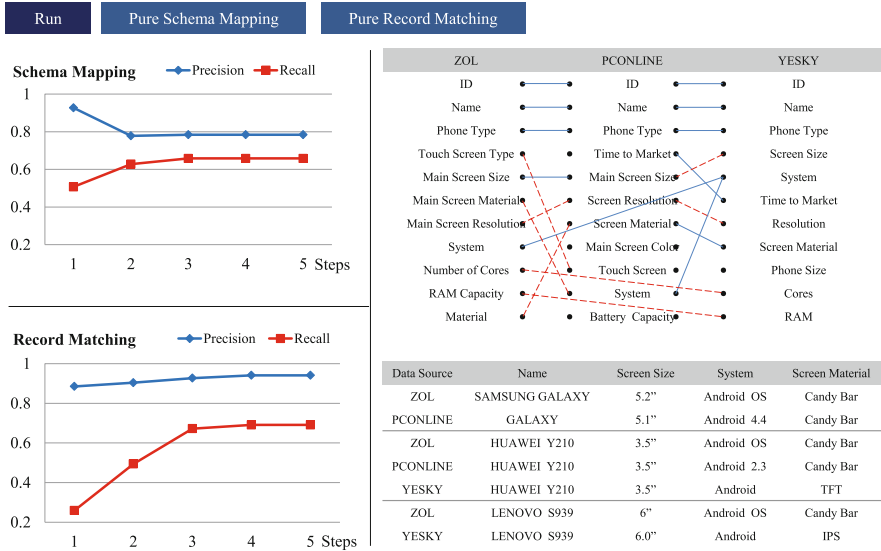 Run Pure Schema Mapping Pure Record Matching
Schema Mapping Precision Recall
1
0.8
0.6
0.4
0.2
1 2 3 4 5 Steps
Record Matching Precision Recall
1
0.8
0.6
0.4
0.2
1 2 3 4 5 Steps
ZOL PCONLINE YESKY
ID ID ID
Name Name Name
Phone Type Phone Type Phone Type
Touch Screen Type Time to Market Screen Size
Main Screen Size Main Screen Size System
Main Screen Material Screen Resolution Time to Market
Main Screen Resolution Screen Material Resolution
System Main Screen Color Screen Material
Number of Cores Touch Screen Phone Size
RAM Capacity System Cores
Material Battery Capacity RAM
Data Source Name Screen Size System Screen Material
ZOL SAMSUNG GALAXY 5.2” Android OS Candy Bar
PCONLINE GALAXY 5.1” Android 4.4 Candy Bar
ZOL HUAWEI Y210 3.5” Android OS Candy Bar
PCONLINE HUAWEI Y210 3.5” Android 2.3 Candy Bar
YESKY HUAWEI Y210 3.5” Android TFT
ZOL LENOVO S939 6” Android OS Candy Bar
YESKY LENOVO S939 6.0” Android IPS